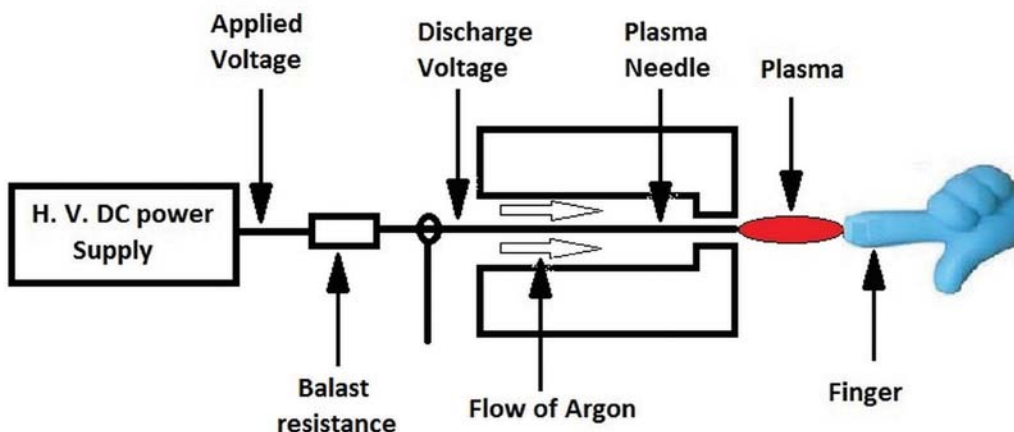 Applied
Voltage
Discharge
Voltage
Plasma
Needle
Plasma
H. V. DC power
Supply
Balast
resistance
Flow of Argon
Finger